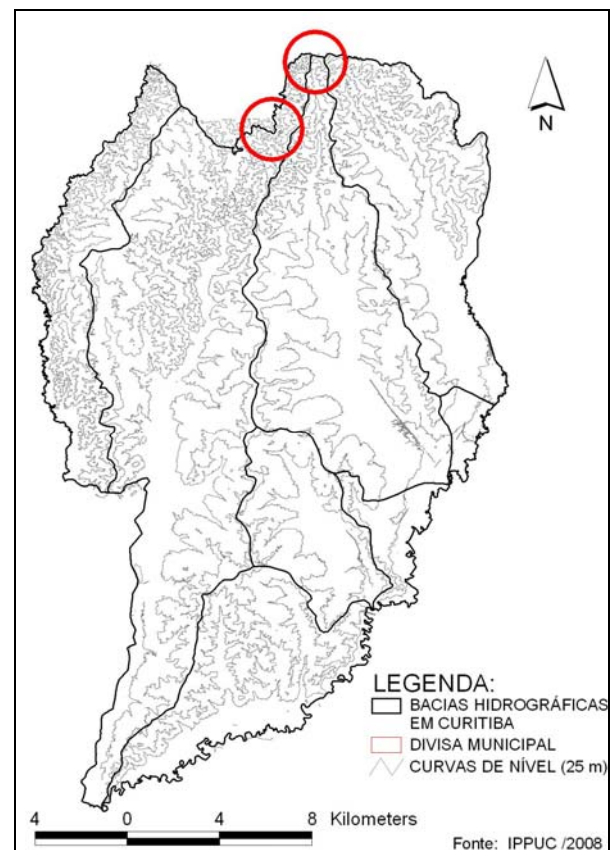 N
LEGENDA:
BACIAS HIDROGRÁFICAS
EM CURITIBA
DIVISA MUNICIPAL
CURVAS DE NÍVEL (25 m)
4 0 4 8 Kilometers
Fonte: IPPUC /2008